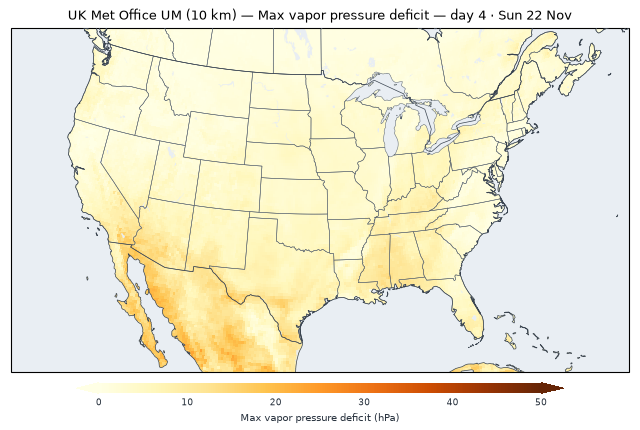 UK Met Office UM (10 km) — Max vapor pressure deficit — day 4 · Sun 22 Nov
0 10 20 30 40 50
Max vapor pressure deficit (hPa)